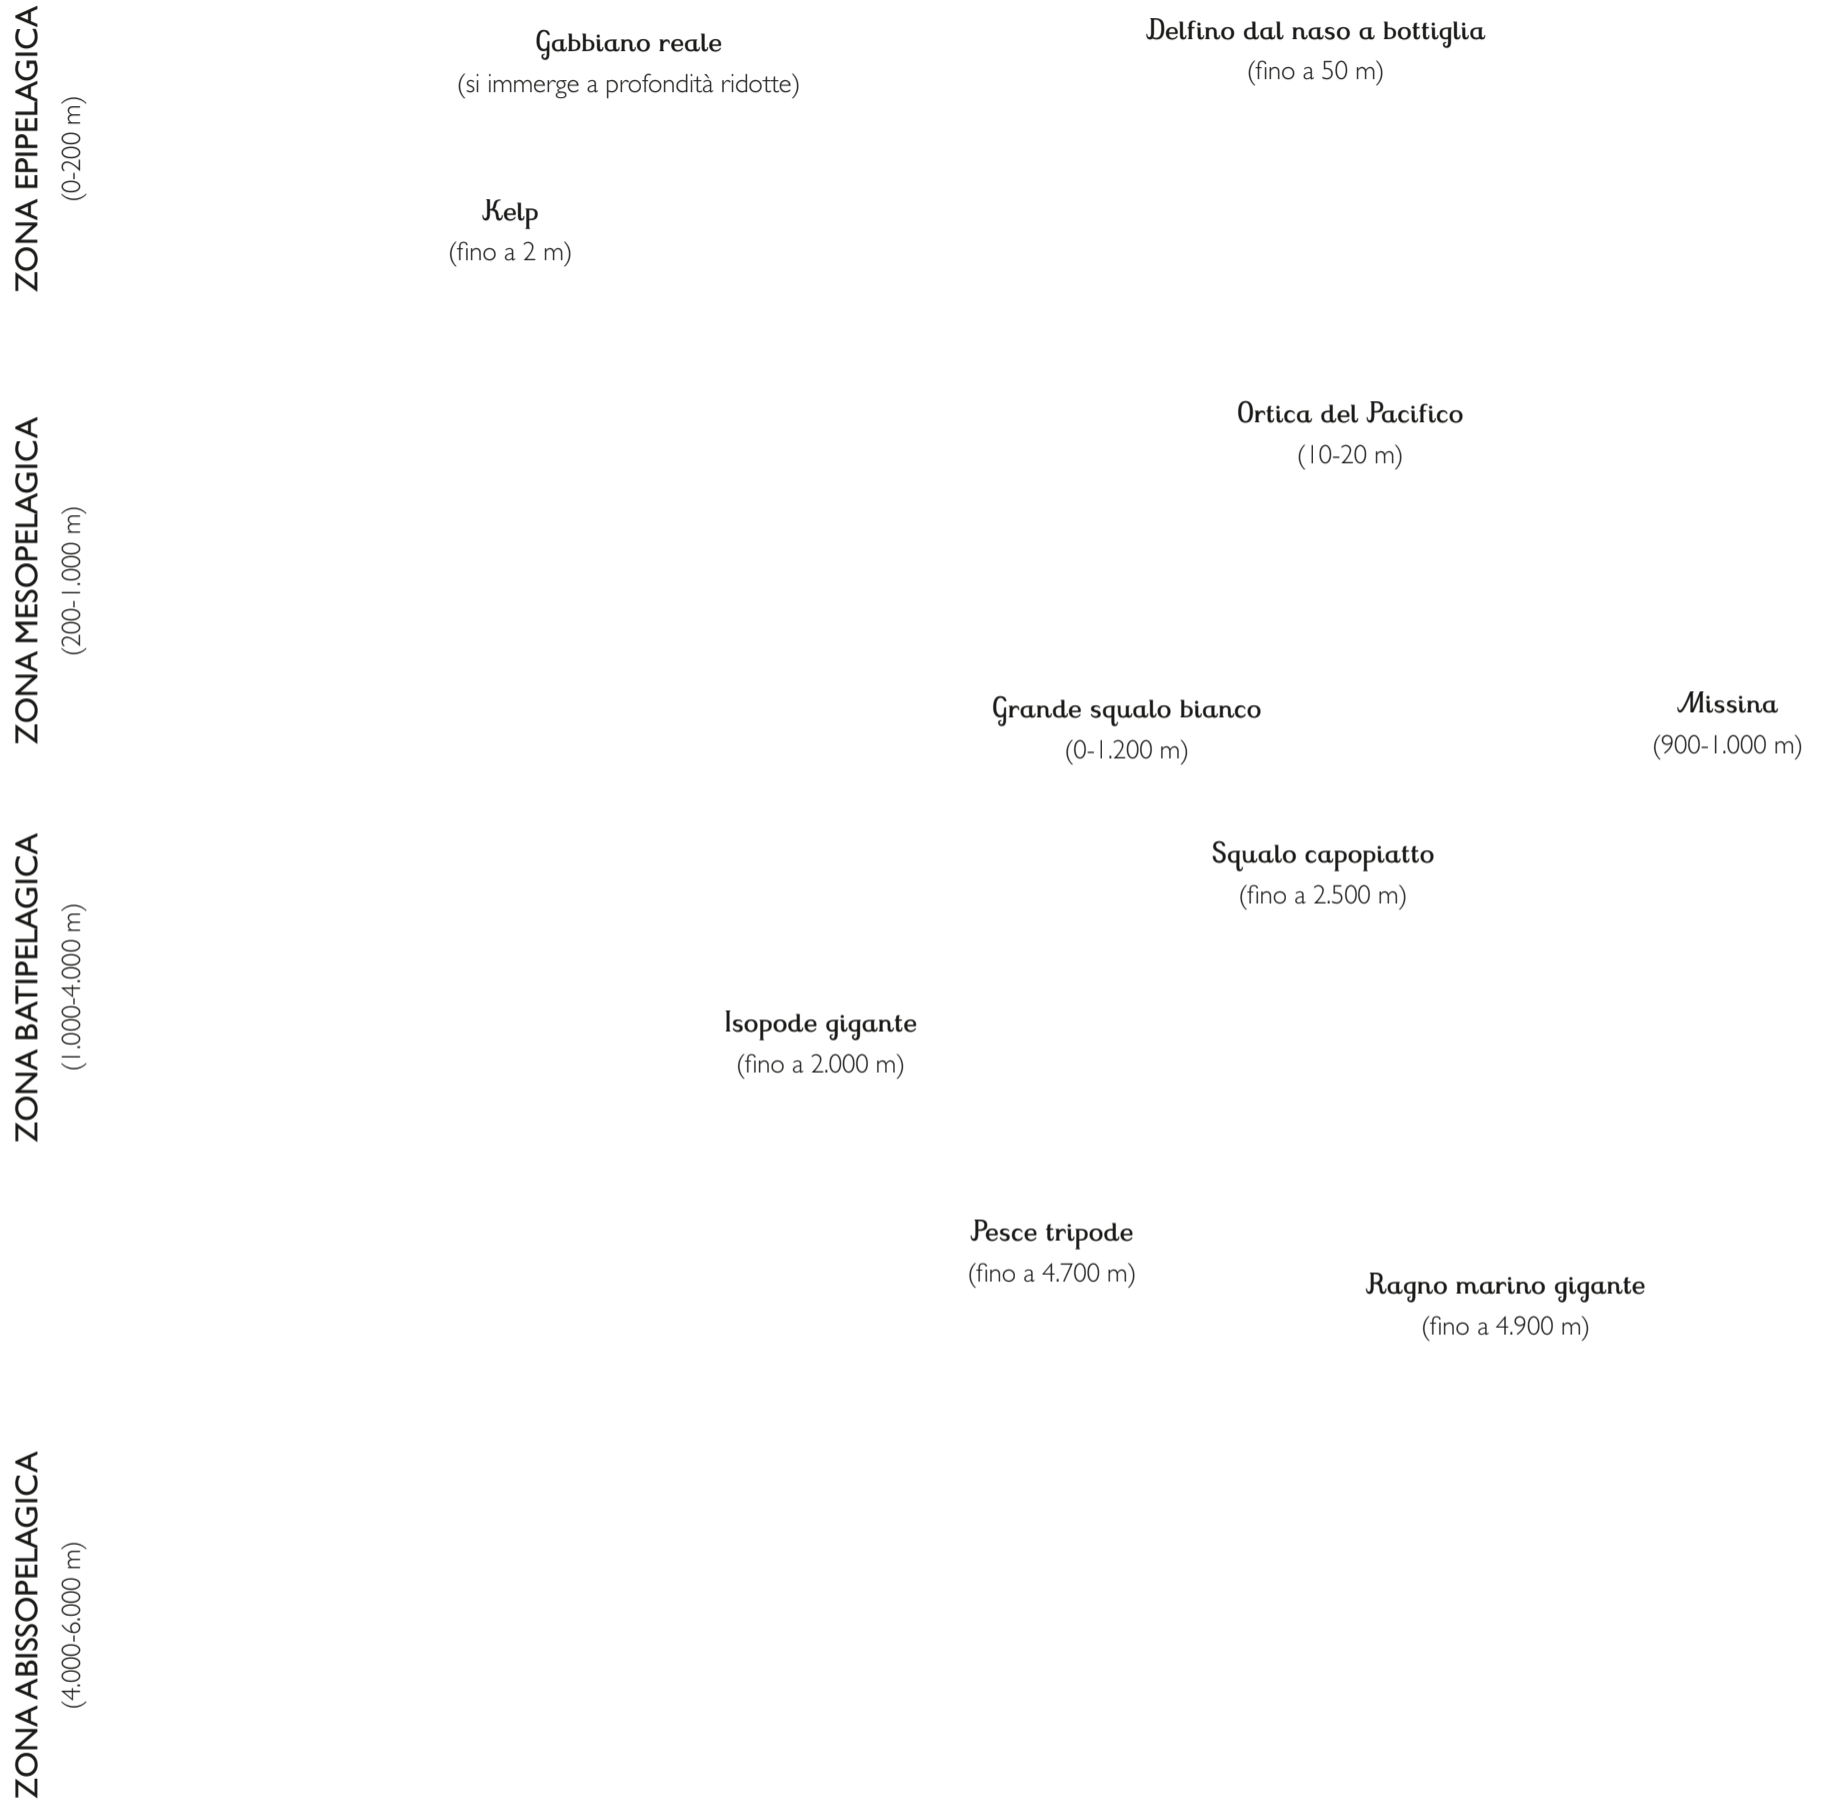 ZONA EPIPELAGICA
(0-200 m)
Gabbiano reale
(si immerge a profondità ridotte)
Delfino dal naso a bottiglia
(fino a 50 m)
Kelp
(fino a 2 m)
ZONA MESOPELAGICA
(200-1.000 m)
Ortica del Pacifico
(10-20 m)
Grande squalo bianco
(0-1.200 m)
Missina
(900-1.000 m)
ZONA BATIPELAGICA
(1.000-4.000 m)
Squalo capopiatto
(fino a 2.500 m)
Isopode gigante
(fino a 2.000 m)
Pesce tripode
(fino a 4.700 m)
Ragno marino gigante
(fino a 4.900 m)
ZONA ABISSOPELAGICA
(4.000-6.000 m)